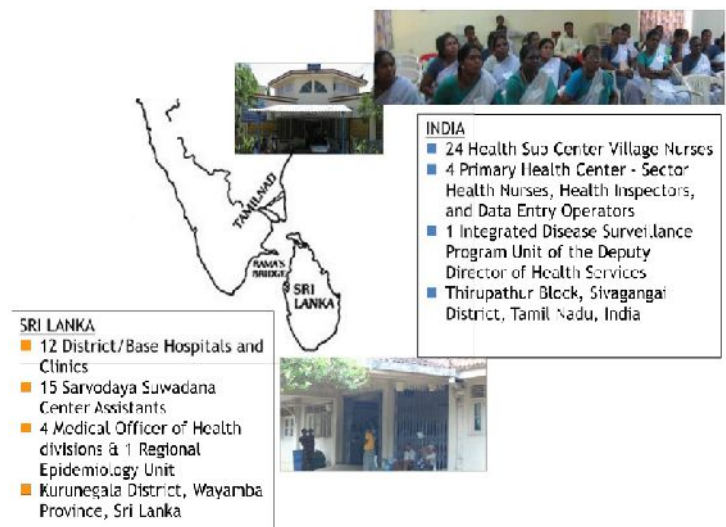 INDIA
24 Health Sub Center Village Nurses
4 Primary Health Center - Sector
Health Nurses, Health Inspectors,
and Data Entry Operators
1 Integrated Disease Surveillance
Program Unit of the Deputy
Director of Health Services
Thirupathur Block, Sivagangai
District, Tamil Nadu, India
TAMILNAD
RAMA'S
BRIDGE
SRI
LANKA
SRI LANKA
12 District/Base Hospitals and
Clinics
15 Sarvodaya Suwadana
Center Assistants
4 Medical Officer of Health
divisions & 1 Regional
Epidemiology Unit
Kurunegala District, Wayamba
Province, Sri Lanka